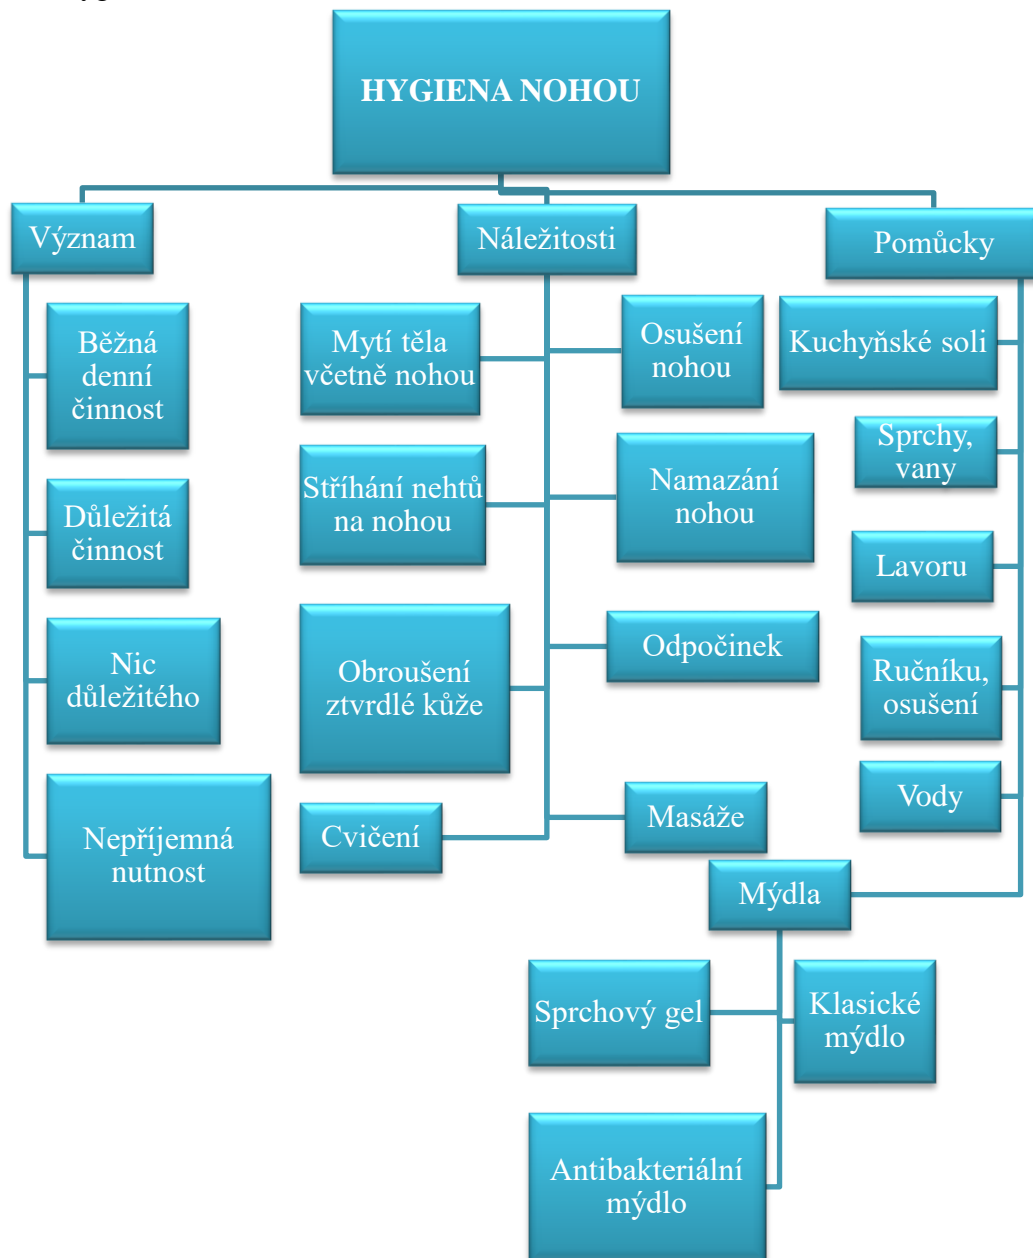 HYGIENA NOHOU
Význam
Náležitosti
Pomůcky
Běžná
denní
činnost
Důležitá
činnost
Nic
důležitého
Nepříjemná
nutnost
Mytí těla
včetně nohou
Osušení
nohou
Stříhání nehtů
na nohou
Namazání
nohou
Obroušení
ztvrdlé kůže
Odpočinek
Cvičení
Masáže
Kuchyňské soli
Sprchy,
vany
Lavoru
Ručníku,
osušení
Vody
Mýdla
Sprchový gel
Klasické
mýdlo
Antibakteriální
mýdlo